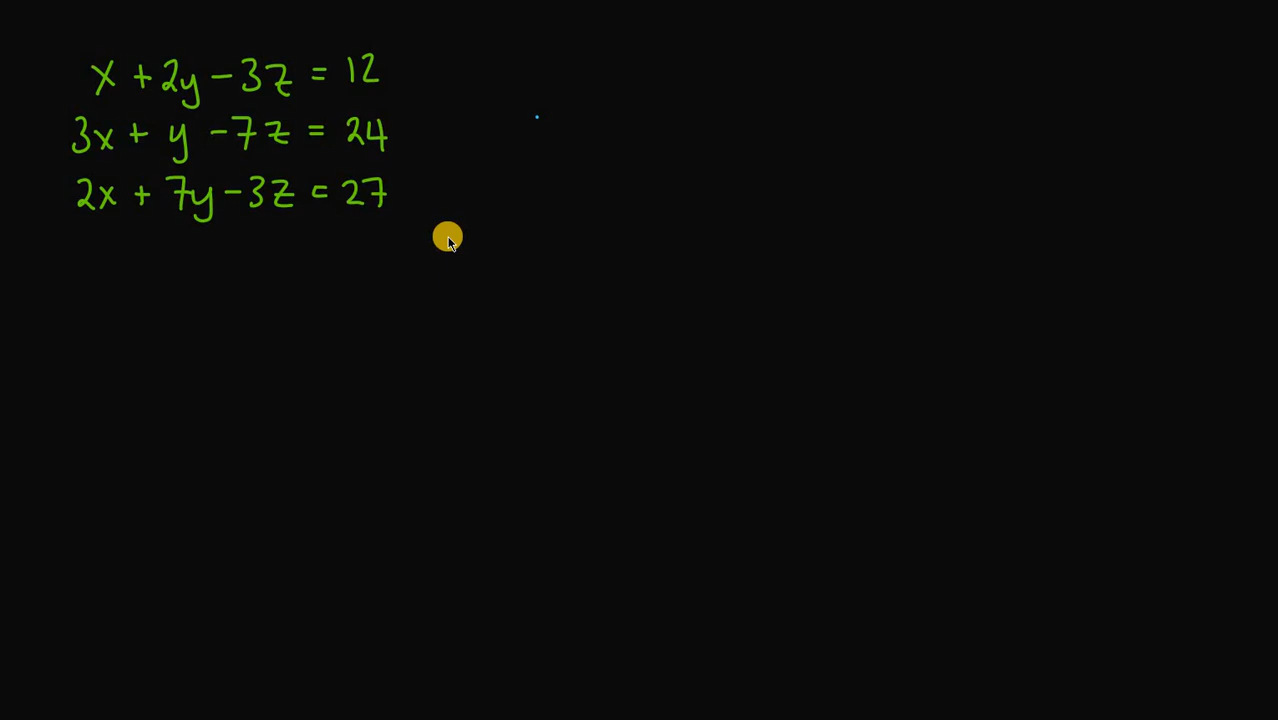 x + 2y - 3z = 12
3x + y - 7z = 24
2x + 7y - 3z = 27